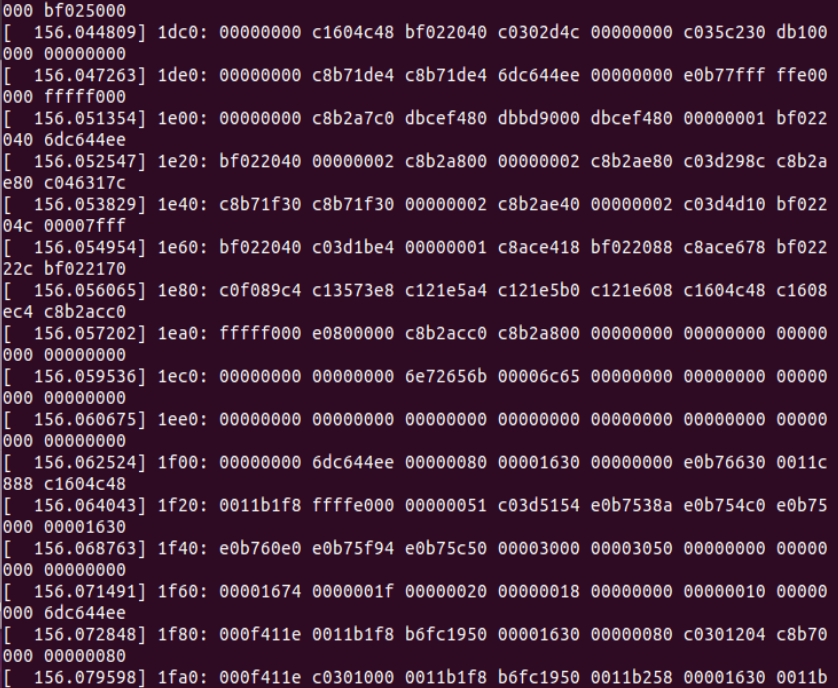 000 bf025000
[  156.044809] 1dc0: 00000000 c1604c48 bf022040 c0302d4c 00000000 c035c230 db100
000 00000000
[  156.047263] 1de0: 00000000 c8b71de4 c8b71de4 6dc644ee 00000000 e0b77fff ffe00
000 fffff000
[  156.051354] 1e00: 00000000 c8b2a7c0 dbcef480 dbbd9000 dbcef480 00000001 bf022
040 6dc644ee
[  156.052547] 1e20: bf022040 00000002 c8b2a800 00000002 c8b2ae80 c03d298c c8b2a
e80 c046317c
[  156.053829] 1e40: c8b71f30 c8b71f30 00000002 c8b2ae40 00000002 c03d4d10 bf022
04c 00007fff
[  156.054954] 1e60: bf022040 c03d1be4 00000001 c8ace418 bf022088 c8ace678 bf022
22c bf022170
[  156.056065] 1e80: c0f089c4 c13573e8 c121e5a4 c121e5b0 c121e608 c1604c48 c1608
ec4 c8b2acc0
[  156.057202] 1ea0: fffff000 e0800000 c8b2acc0 c8b2a800 00000000 00000000 00000
000 00000000
[  156.059536] 1ec0: 00000000 00000000 6e72656b 00006c65 00000000 00000000 00000
000 00000000
[  156.060675] 1ee0: 00000000 00000000 00000000 00000000 00000000 00000000 00000
000 00000000
[  156.062524] 1f00: 00000000 6dc644ee 00000080 00001630 00000000 e0b76630 0011c
888 c1604c48
[  156.064043] 1f20: 0011b1f8 ffffe000 00000051 c03d5154 e0b7538a e0b754c0 e0b75
000 00001630
[  156.068763] 1f40: e0b760e0 e0b75f94 e0b75c50 00003000 00003050 00000000 00000
000 00000000
[  156.071491] 1f60: 00001674 0000001f 00000020 00000018 00000000 00000010 00000
000 6dc644ee
[  156.072848] 1f80: 000f411e 0011b1f8 b6fc1950 00001630 00000080 c0301204 c8b70
000 00000080
[  156.079598] 1fa0: 000f411e c0301000 0011b1f8 b6fc1950 0011b258 00001630 0011b